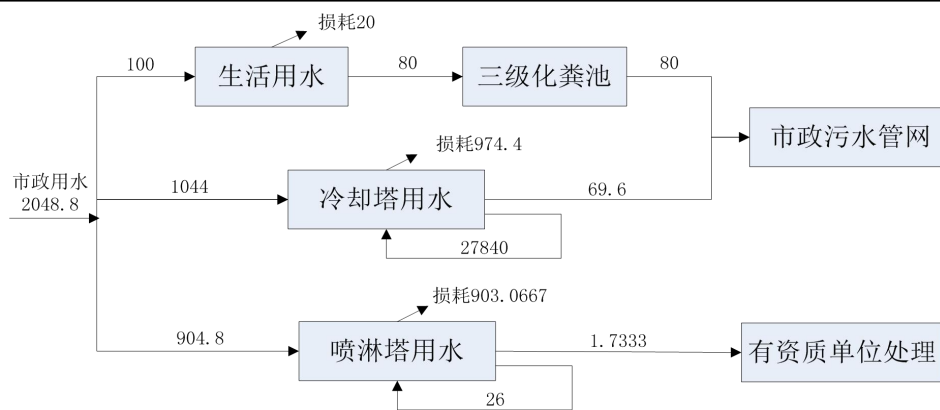 损耗20
100
生活用水
80
三级化粪池
80
市政污水管网
损耗974.4
市政用水
2048.8
1044
冷却塔用水
69.6
27840
损耗903.0667
904.8
喷淋塔用水
1.7333
有资质单位处理
26